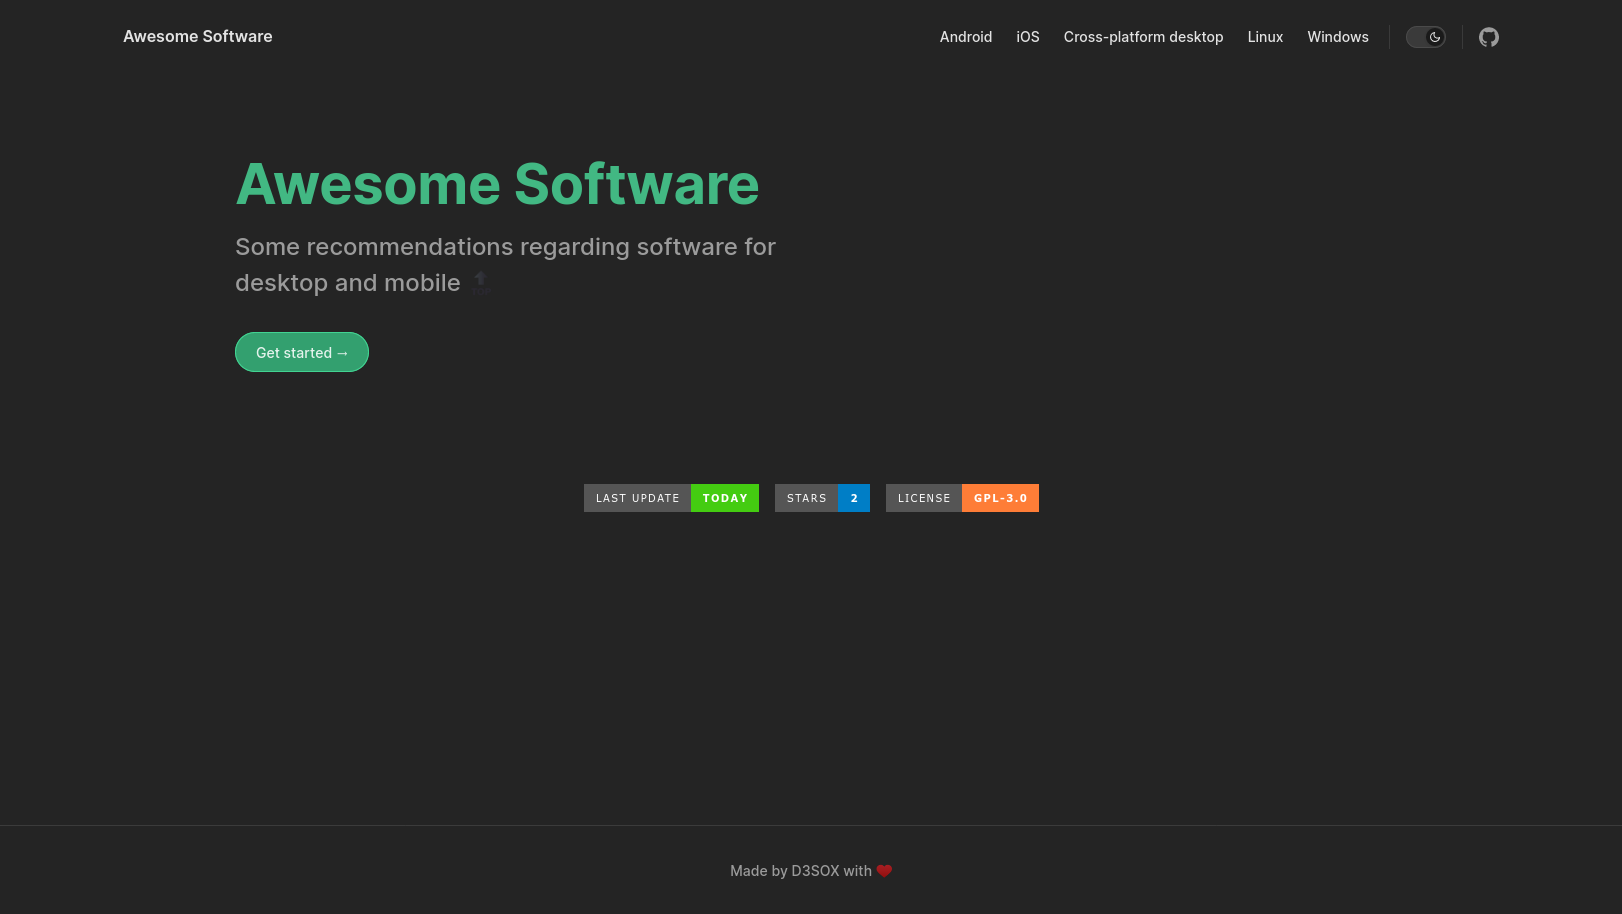 Awesome Software
Android iOS Cross-platform desktop Linux Windows
Awesome Software
Some recommendations regarding software for
desktop and mobile
Get started →
LAST UPDATE TODAY STARS 2 LICENSE GPL-3.0
Made by D3SOX with ❤